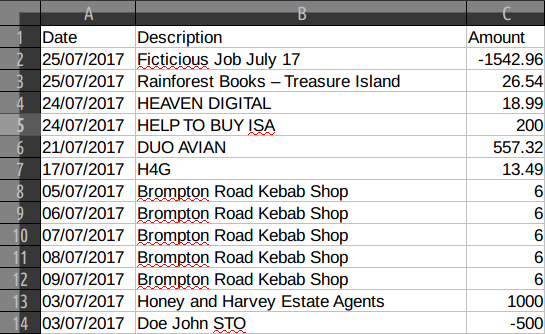 A B C
1 Date Description Amount
2 25/07/2017 Ficticious Job July 17 -1542.96
3 25/07/2017 Rainforest Books – Treasure Island 26.54
4 24/07/2017 HEAVEN DIGITAL 18.99
5 24/07/2017 HELP TO BUY ISA 200
6 21/07/2017 DUO AVIAN 557.32
7 17/07/2017 H4G 13.49
8 05/07/2017 Brompton Road Kebab Shop 6
9 06/07/2017 Brompton Road Kebab Shop 6
10 07/07/2017 Brompton Road Kebab Shop 6
11 08/07/2017 Brompton Road Kebab Shop 6
12 09/07/2017 Brompton Road Kebab Shop 6
13 03/07/2017 Honey and Harvey Estate Agents 1000
14 03/07/2017 Doe John STO -500